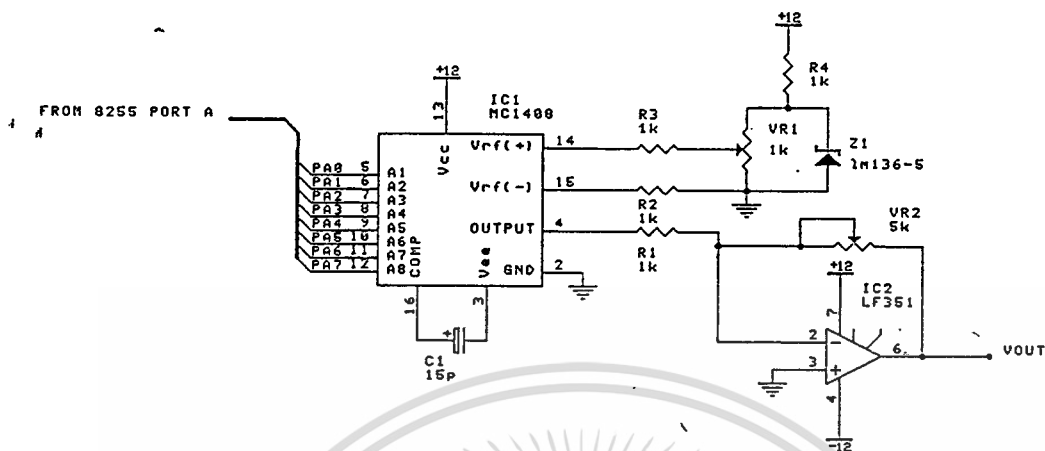 +12
R4
1k
+12
FROM 8255 PORT A
IC1
MC1408
13
Vcc
R3
1k
VR1
1k
Z1
lm136-5
Vrf(+)
14
Vrf(-)
15
R2
1k
OUTPUT
4
R1
1k
GND
2
PA0 5 A1
PA1 6 A2
PA2 7 A3
PA3 8 A4
PA4 9 A5
PA5 10 A6
PA6 11 A7
PA7 12 A8
COMP
Vee
16
3
+
C1
15p
VR2
5k
+12
IC2
LF351
7
2
-
3
+
6
4
VOUT
-12